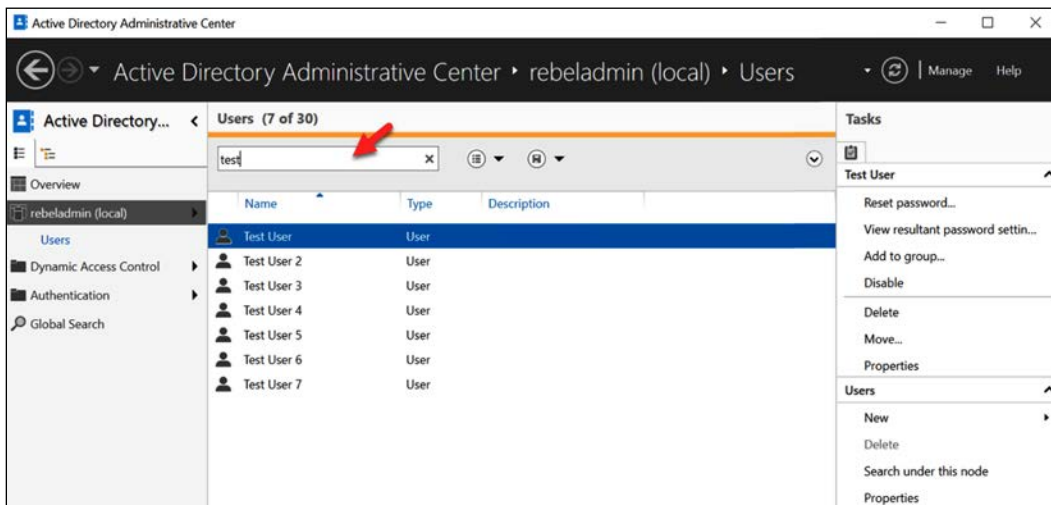 Active Directory Administrative Center
Active Directory Administrative Center • rebeladmin (local) • Users
Manage Help
Active Directory...
Overview
rebeladmin (local)
Users
Dynamic Access Control
Authentication
Global Search
Users (7 of 30)
test
Name Type Description
Test User User
Test User 2 User
Test User 3 User
Test User 4 User
Test User 5 User
Test User 6 User
Test User 7 User
Tasks
Test User
Reset password...
View resultant password settin...
Add to group...
Disable
Delete
Move...
Properties
Users
New
Delete
Search under this node
Properties